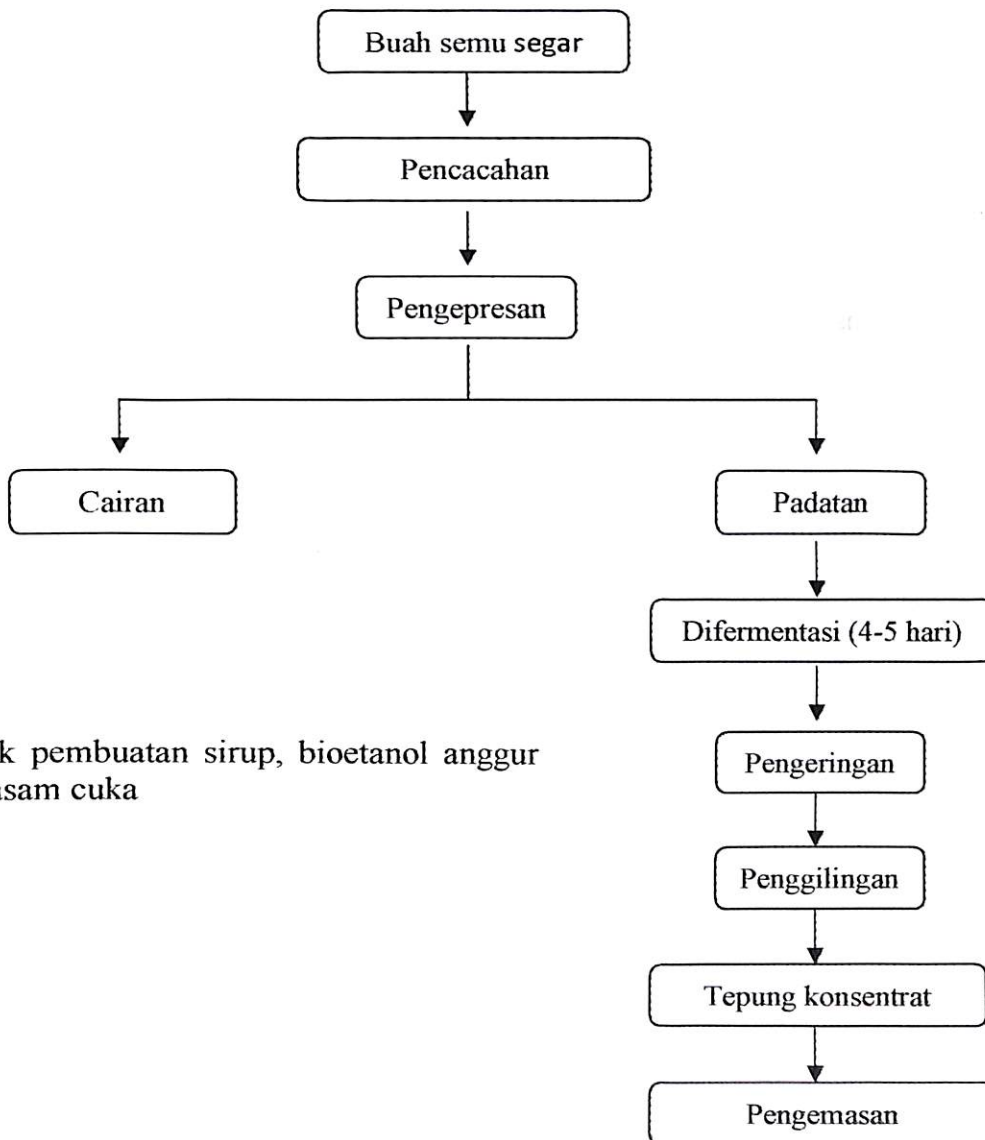 Buah semu segar
Pencacahan
Pengepresan
Cairan
Padatan
Difermentasi (4-5 hari)
k pembuatan sirup, bioetanol anggur
asam cuka
Pengeringan
Penggilingan
Tepung konsentrat
Pengemasan